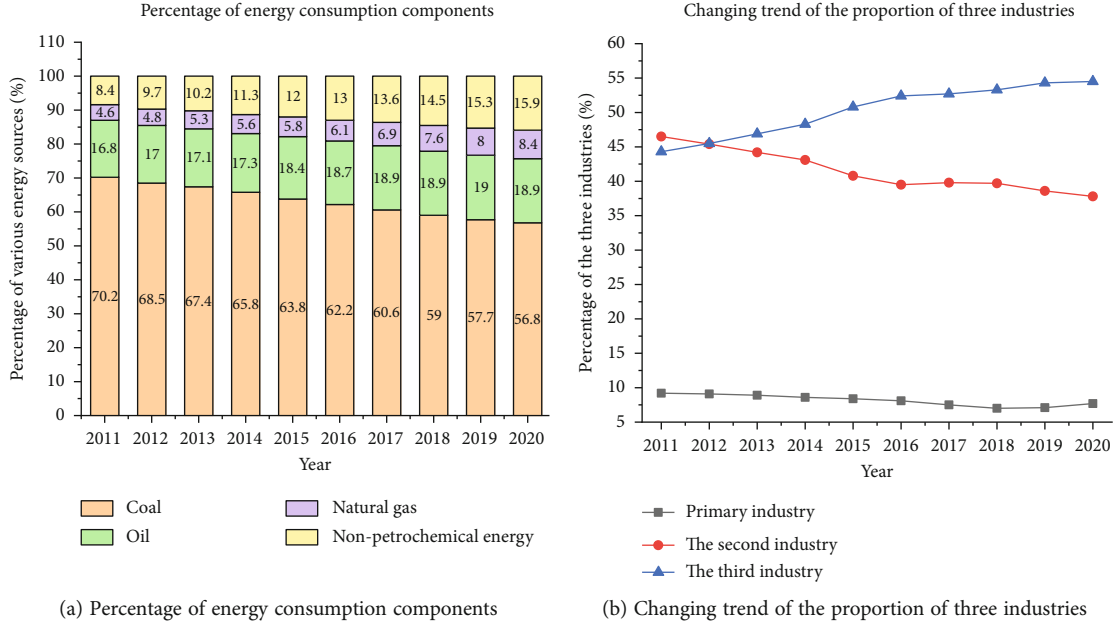 Percentage of energy consumption components
Percentage of various energy sources (%)
110
100
90
80
70
60
50
40
30
20
10
0
8.4 9.7 10.2 11.3 12 13 13.6 14.5 15.3 15.9
4.6 4.8 5.3 5.6 5.8 6.1 6.9 7.6 8 8.4
16.8 17 17.1 17.3 18.4 18.7 18.9 18.9 19 18.9
70.2 68.5 67.4 65.8 63.8 62.2 60.6 59 57.7 56.8
2011 2012 2013 2014 2015 2016 2017 2018 2019 2020
Year
Coal
Natural gas
Oil
Non-petrochemical energy
(a) Percentage of energy consumption components
Changing trend of the proportion of three industries
Percentage of the three industries (%)
60
55
50
45
40
35
30
25
20
15
10
5
2011 2012 2013 2014 2015 2016 2017 2018 2019 2020
Year
Primary industry
The second industry
The third industry
(b) Changing trend of the proportion of three industries